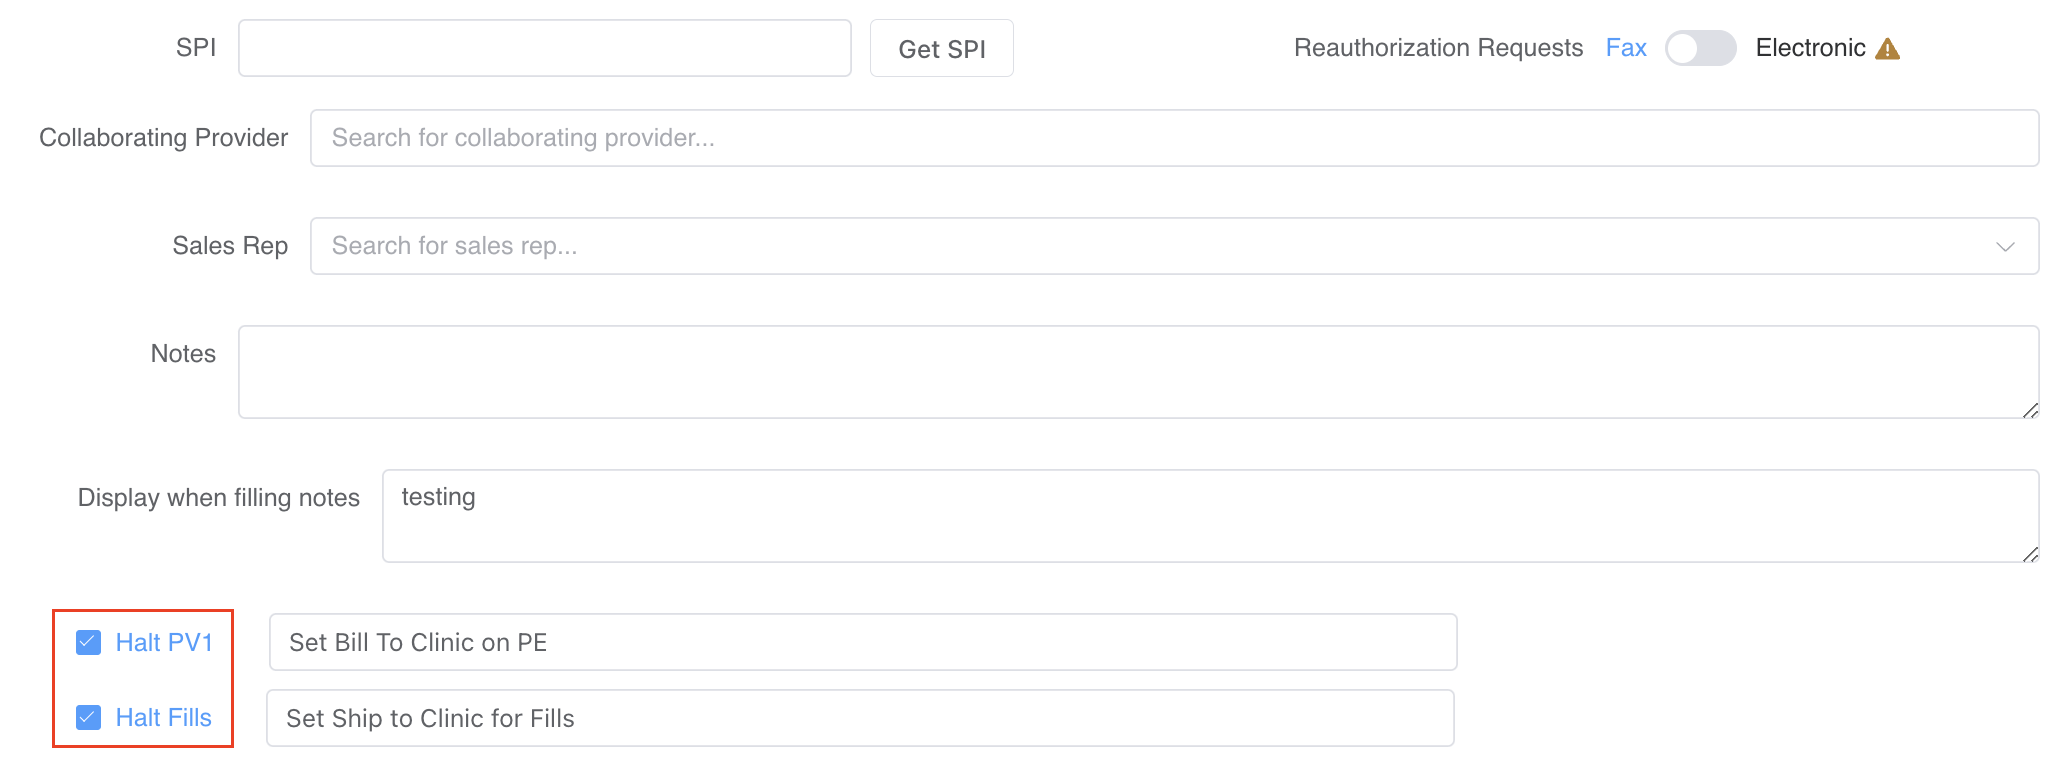 SPI Get SPI Reauthorization Requests Fax Electronic
Collaborating Provider Search for collaborating provider...
Sales Rep Search for sales rep...
Notes
Display when filling notes testing
Halt PV1 Set Bill To Clinic on PE
Halt Fills Set Ship to Clinic for Fills